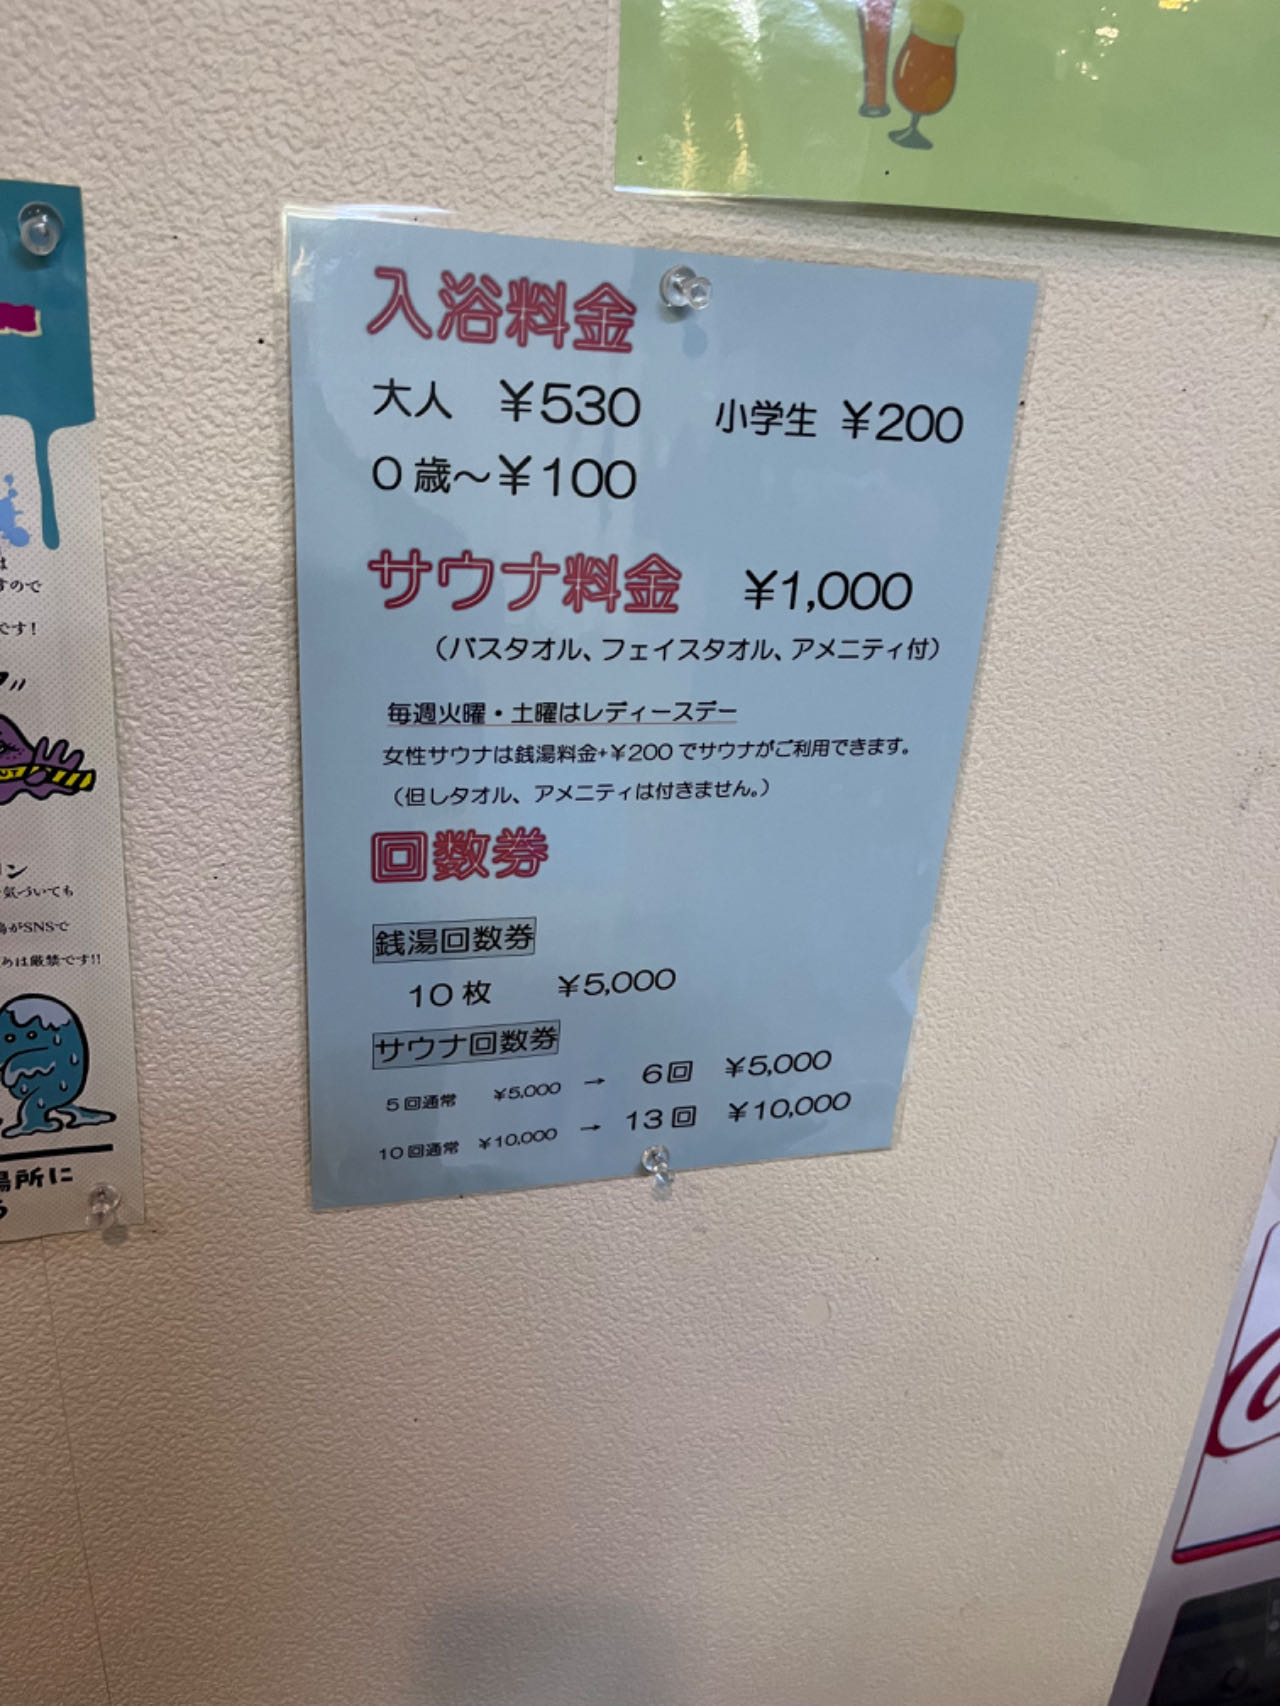 入浴料金
大人 ¥530 小学生 ¥200
0歳～¥100
サウナ料金 ¥1,000
（バスタオル、フェイスタオル、アメニティ付）
毎週火曜・土曜はレディースデー
女性サウナは銭湯料金+¥200でサウナがご利用できます。
（但しタオル、アメニティは付きません。）
回数券
銭湯回数券
10枚 ¥5,000
サウナ回数券
5回通常 ¥5,000 → 6回 ¥5,000
10回通常 ¥10,000 → 13回 ¥10,000
すので
です！
気づいても
がSNSで
は厳禁です!!
場所に